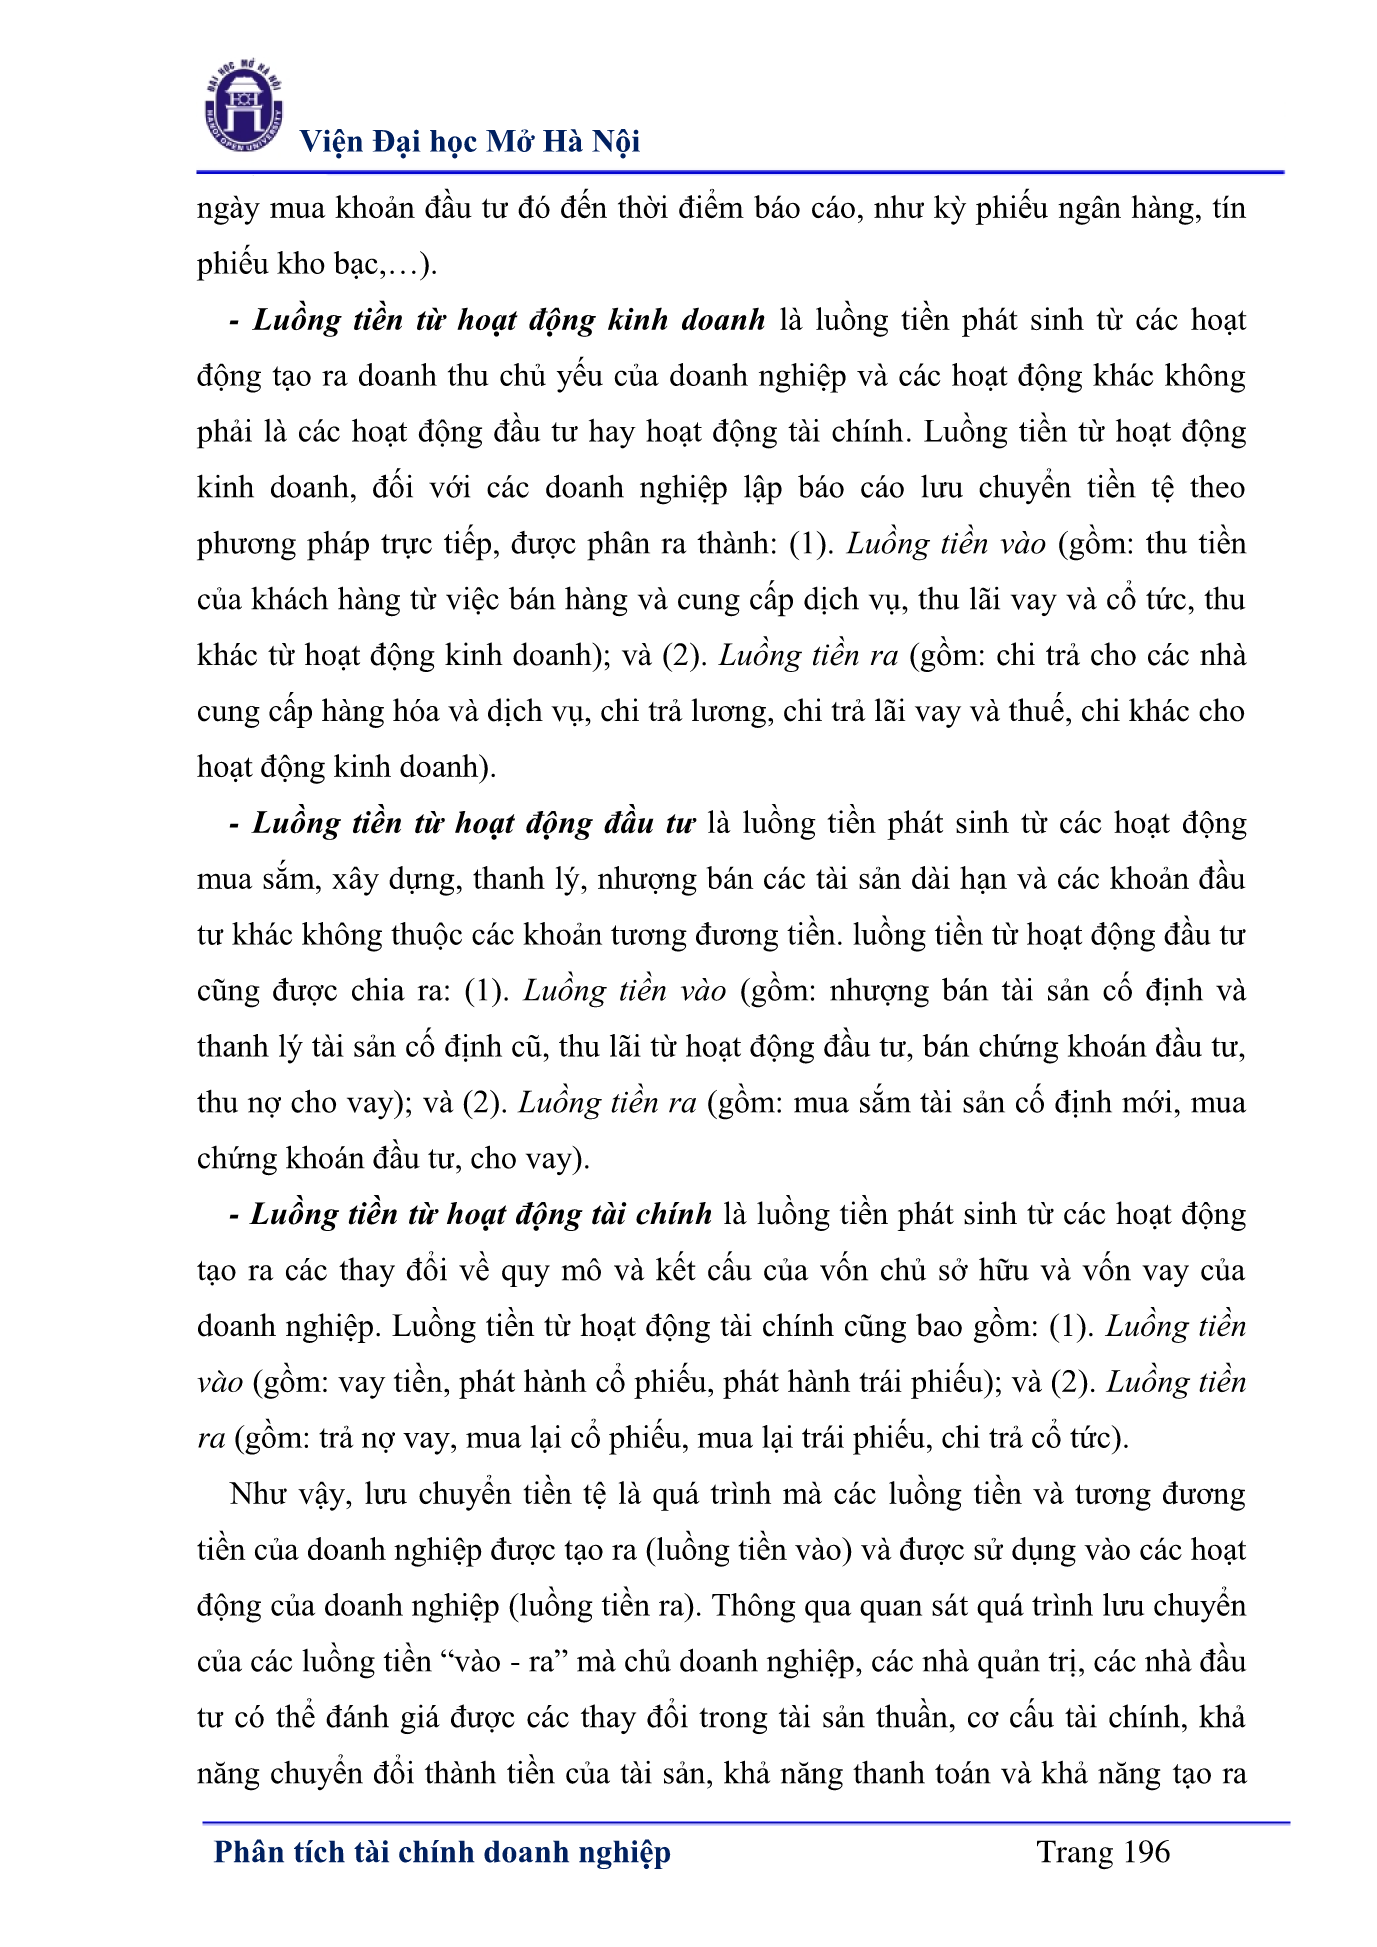 ĐẠI HỌC MỞ HÀ NỘI
HANOI OPEN UNIVERSITY
Viện Đại học Mở Hà Nội
ngày mua khoản đầu tư đó đến thời điểm báo cáo, như kỳ phiếu ngân hàng, tín
phiếu kho bạc,…).
- Luồng tiền từ hoạt động kinh doanh là luồng tiền phát sinh từ các hoạt
động tạo ra doanh thu chủ yếu của doanh nghiệp và các hoạt động khác không
phải là các hoạt động đầu tư hay hoạt động tài chính. Luồng tiền từ hoạt động
kinh doanh, đối với các doanh nghiệp lập báo cáo lưu chuyển tiền tệ theo
phương pháp trực tiếp, được phân ra thành: (1). Luồng tiền vào (gồm: thu tiền
của khách hàng từ việc bán hàng và cung cấp dịch vụ, thu lãi vay và cổ tức, thu
khác từ hoạt động kinh doanh); và (2). Luồng tiền ra (gồm: chi trả cho các nhà
cung cấp hàng hóa và dịch vụ, chi trả lương, chi trả lãi vay và thuế, chi khác cho
hoạt động kinh doanh).
- Luồng tiền từ hoạt động đầu tư là luồng tiền phát sinh từ các hoạt động
mua sắm, xây dựng, thanh lý, nhượng bán các tài sản dài hạn và các khoản đầu
tư khác không thuộc các khoản tương đương tiền. luồng tiền từ hoạt động đầu tư
cũng được chia ra: (1). Luồng tiền vào (gồm: nhượng bán tài sản cố định và
thanh lý tài sản cố định cũ, thu lãi từ hoạt động đầu tư, bán chứng khoán đầu tư,
thu nợ cho vay); và (2). Luồng tiền ra (gồm: mua sắm tài sản cố định mới, mua
chứng khoán đầu tư, cho vay).
- Luồng tiền từ hoạt động tài chính là luồng tiền phát sinh từ các hoạt động
tạo ra các thay đổi về quy mô và kết cấu của vốn chủ sở hữu và vốn vay của
doanh nghiệp. Luồng tiền từ hoạt động tài chính cũng bao gồm: (1). Luồng tiền
vào (gồm: vay tiền, phát hành cổ phiếu, phát hành trái phiếu); và (2). Luồng tiền
ra (gồm: trả nợ vay, mua lại cổ phiếu, mua lại trái phiếu, chi trả cổ tức).
Như vậy, lưu chuyển tiền tệ là quá trình mà các luồng tiền và tương đương
tiền của doanh nghiệp được tạo ra (luồng tiền vào) và được sử dụng vào các hoạt
động của doanh nghiệp (luồng tiền ra). Thông qua quan sát quá trình lưu chuyển
của các luồng tiền “vào - ra” mà chủ doanh nghiệp, các nhà quản trị, các nhà đầu
tư có thể đánh giá được các thay đổi trong tài sản thuần, cơ cấu tài chính, khả
năng chuyển đổi thành tiền của tài sản, khả năng thanh toán và khả năng tạo ra
Phân tích tài chính doanh nghiệp Trang 196